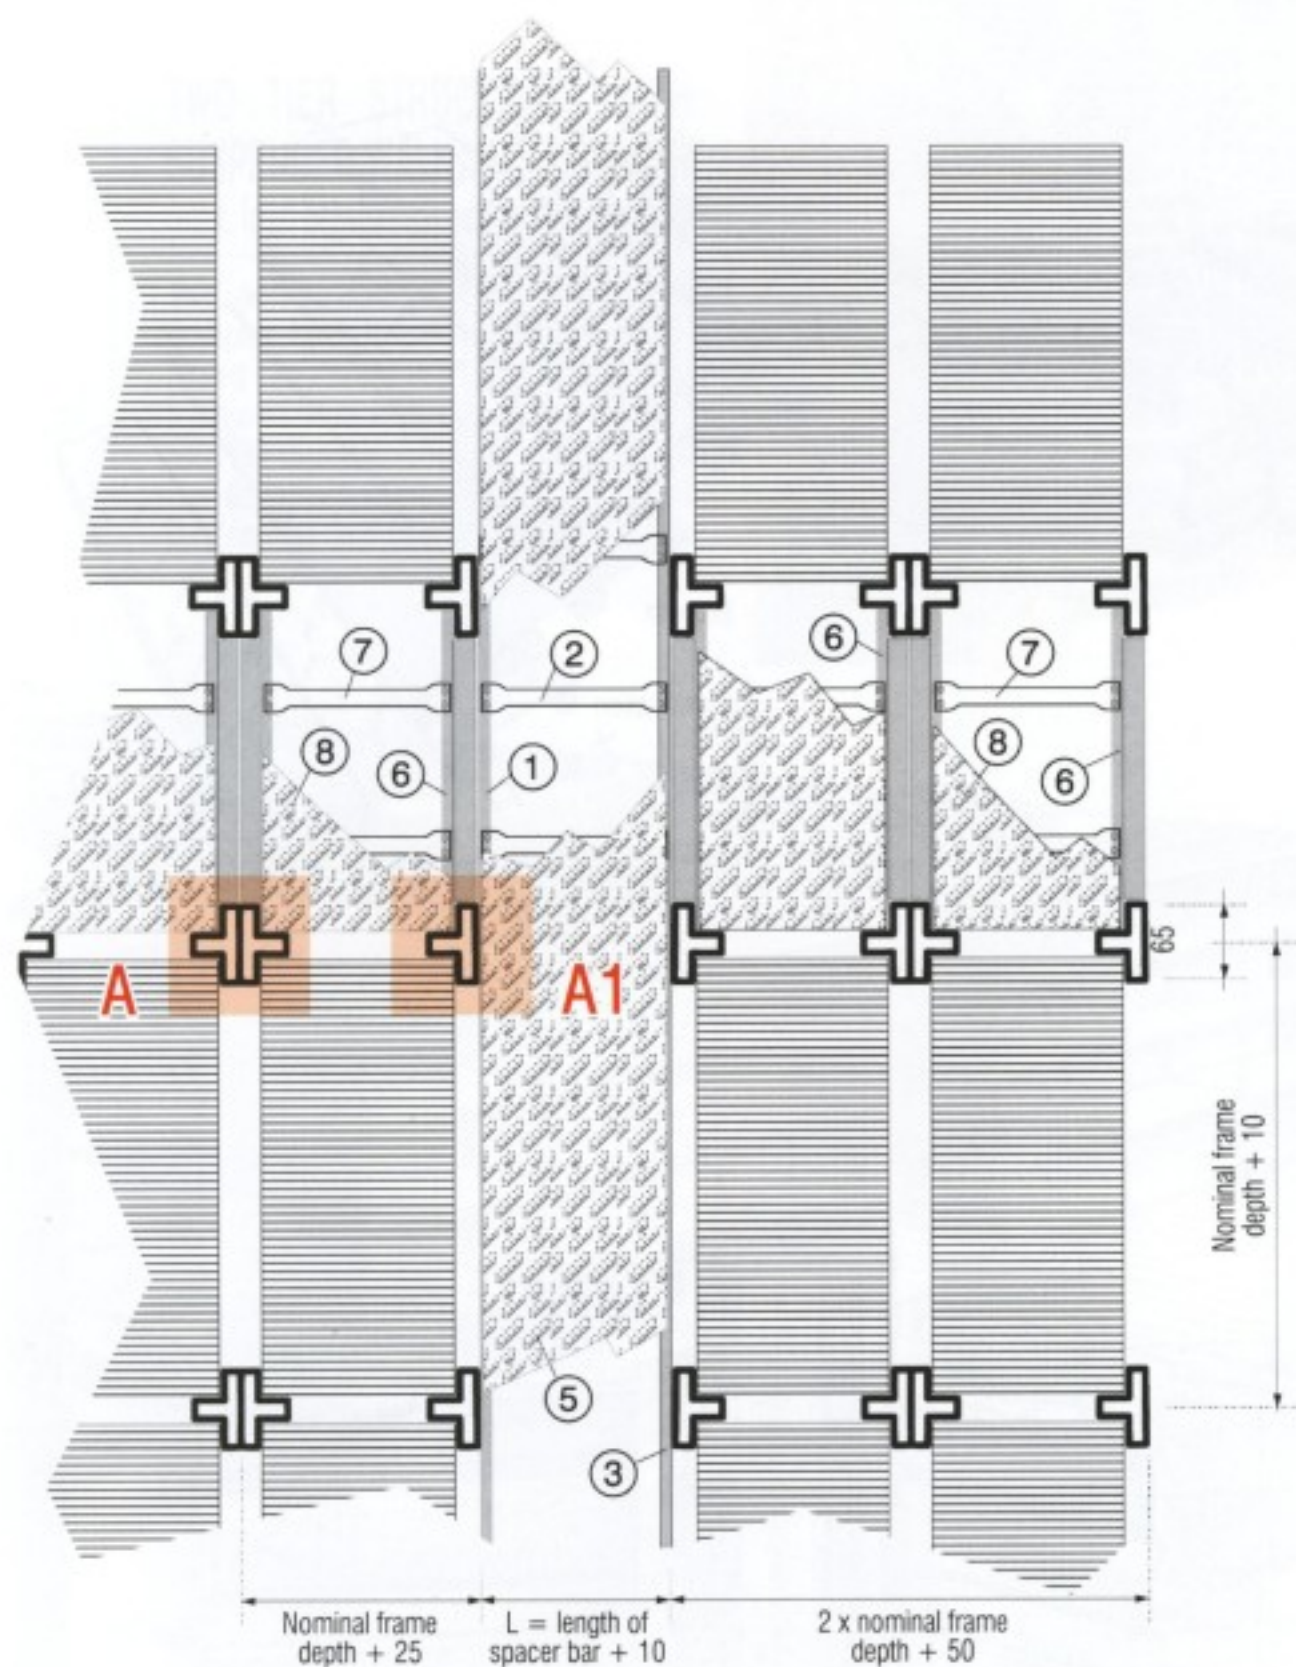 6
7
2
7
8
8
6
1
6
65
A
A1
Nominal frame
depth + 10
5
3
Nominal frame
depth + 25
L = length of
spacer bar + 10
2 x nominal frame
depth + 50